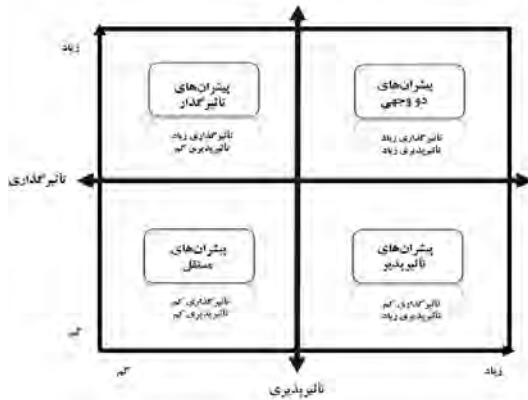 زیاد
پیشران‌های
تاثیرگذار
تاثیرگذاری زیاد
تاثیرپذیری کم
پیشران‌های
دو وجهی
تاثیرگذاری زیاد
تاثیرپذیری زیاد
تاثیرگذاری
پیشران‌های
مستقل
تاثیرگذاری کم
تاثیرپذیری کم
پیشران‌های
تاثیرپذیر
تاثیرگذاری کم
تاثیرپذیری زیاد
کم
کم
زیاد
تاثیرپذیری